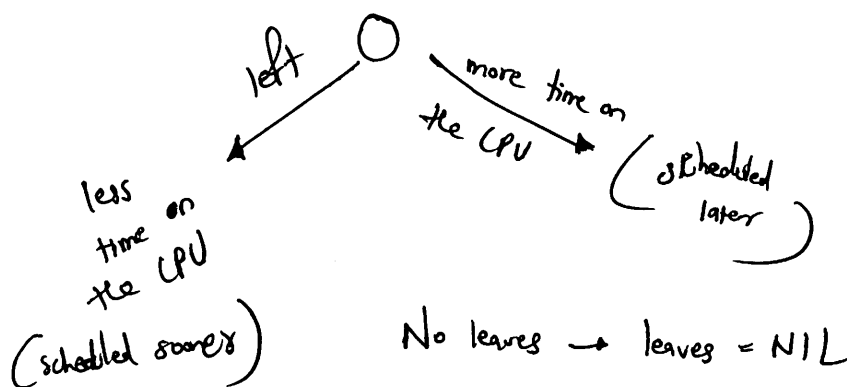 left
more time on
the CPU
(scheduled
later)
less
time on
the CPU
(scheduled sooner)
No leaves → leaves = NIL